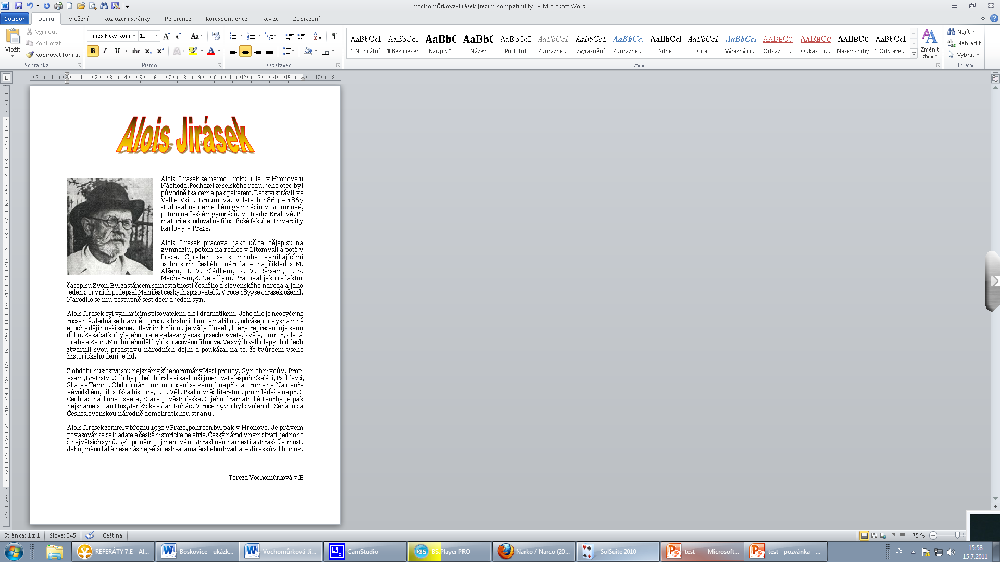 Vochomůrková-Jirásek [režim kompatibility] - Microsoft Word
Soubor Domů Vložení Rozložení stránky Reference Korespondence Revize Zobrazení
Vložit
Vyjmout
Kopírovat
Kopírovat formát
Schránka
Times New Rom 12
Písmo
Odstavec
¶ Normální ¶ Bez mezer Nadpis 1 Název Podtitul Zdůrazně... Zvýraznění Zdůrazně... Silné Citát Výrazný ci... Odkaz – j... Odkaz – i... Název knihy ¶ Odstave...
Styly
Změnit styly
Najít
Nahradit
Vybrat
Úpravy
Alois Jirásek
Alois Jirásek se narodil roku 1851 v Hronově u
Náchoda. Pocházel ze selského rodu, jeho otec byl
původně tkalcem a pak pekařem. Dětství strávil ve
Velké Vsi u Broumova. V letech 1863 – 1867
studoval na německém gymnáziu v Broumově,
potom na českém gymnáziu v Hradci Králové. Po
maturitě studoval na filozofické fakultě Univerzity
Karlovy v Praze.
Alois Jirásek pracoval jako učitel dějepisu na
gymnáziu, potom na reálce v Litomyšli a poté v
Praze. Spřátelil se s mnoha vynikajícími
osobnostmi českého národa – například s M.
Alšem, J. V. Sládkem, K. V. Raisem, J. S.
Macharem, Z. Nejedlým. Pracoval jako redaktor
časopisu Zvon. Byl zastáncem samostatnosti českého a slovenského národa a jako
jeden z prvních podepsal Manifest českých spisovatelů. V roce 1879 se Jirásek oženil.
Narodilo se mu postupně šest dcer a jeden syn.
Alois Jirásek byl vynikajícím spisovatelem, ale i dramatikem. Jeho dílo je neobyčejně
rozsáhlé. Jedná se hlavně o prózu s historickou tematikou, odrážející významné
epochy dějin naší země. Hlavním hrdinou je vždy člověk, který reprezentuje svou
dobu. Ze začátku byly jeho práce vydávány v časopisech Osvěta, Květy, Lumír, Zlatá
Praha a Zvon. Mnoho jeho děl bylo zpracováno filmově. Ve svých velkolepých dílech
ztvárnil svou představu národních dějin a poukázal na to, že tvůrcem všeho
historického dění je lid.
Z období husitství jsou nejznámější jeho romány Mezi proudy, Syn ohnivcův, Proti
všem, Bratrstvo. Z doby pobělohorské si zaslouží jmenovat alespoň Skaláci, Psohlavci,
Skály a Temno. Období národního obrození se věnují například romány Na dvoře
vévodském, Filosofská historie, F. L. Věk. Psal rovněž literaturu pro mládež - např. Z
Čech až na konec světa, Staré pověsti české. Z jeho dramatické tvorby je pak
nejznámější Jan Hus, Jan Žižka a Jan Roháč. V roce 1920 byl zvolen do Senátu za
Československou národně demokratickou stranu.
Alois Jirásek zemřel v březnu 1930 v Praze, pohřben byl pak v Hronově. Je právem
považován za zakladatele české historické beletrie. Český národ v něm ztratil jednoho
z největších synů. Bylo po něm pojmenováno Jiráskovo náměstí a Jiráskův most.
Jeho jméno také nese náš největší festival amatérského divadla – Jiráskův Hronov.
Tereza Vochomůrková 7.E
Stránka: 1 z 1 Slova: 345 Čeština 75 %
REFERÁTY 7.E - Al... Boskovice - ukázk... Vochomůrková-Ji... CamStudio BS Player PRO Narko / Narco (20... SolSuite 2010 test - - Microsoft... test - pozvánka - ... CS 15:58
15.7.2011